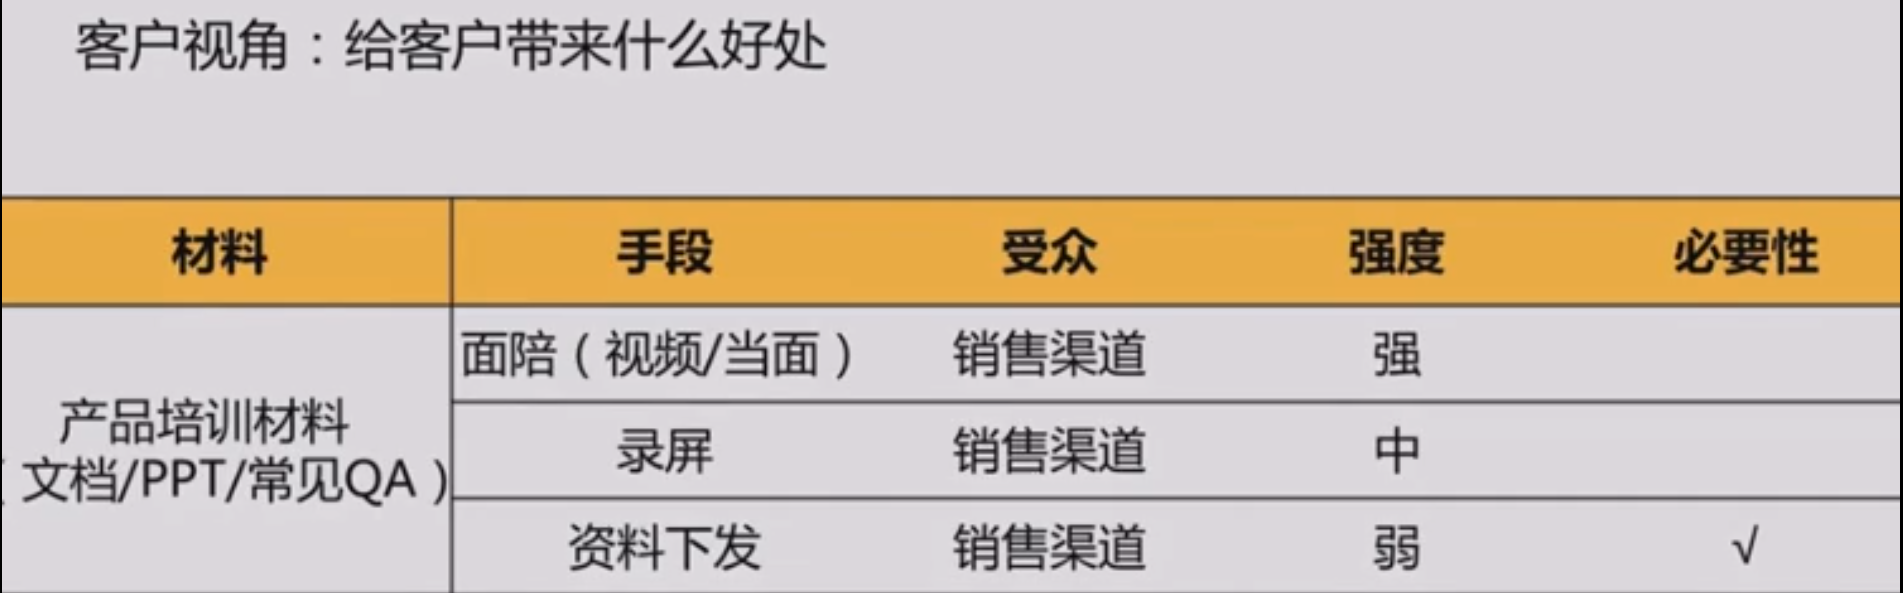 客户视角：给客户带来什么好处
材料 手段 受众 强度 必要性
面陪（视频/当面） 销售渠道 强
产品培训材料
（文档/PPT/常见QA）
录屏 销售渠道 中
资料下发 销售渠道 弱 √